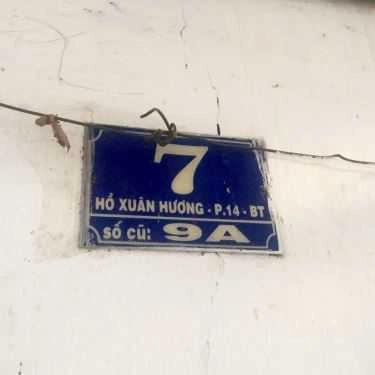 7
HỒ XUÂN HƯƠNG - P.14 - BT
SỐ CŨ: 9A